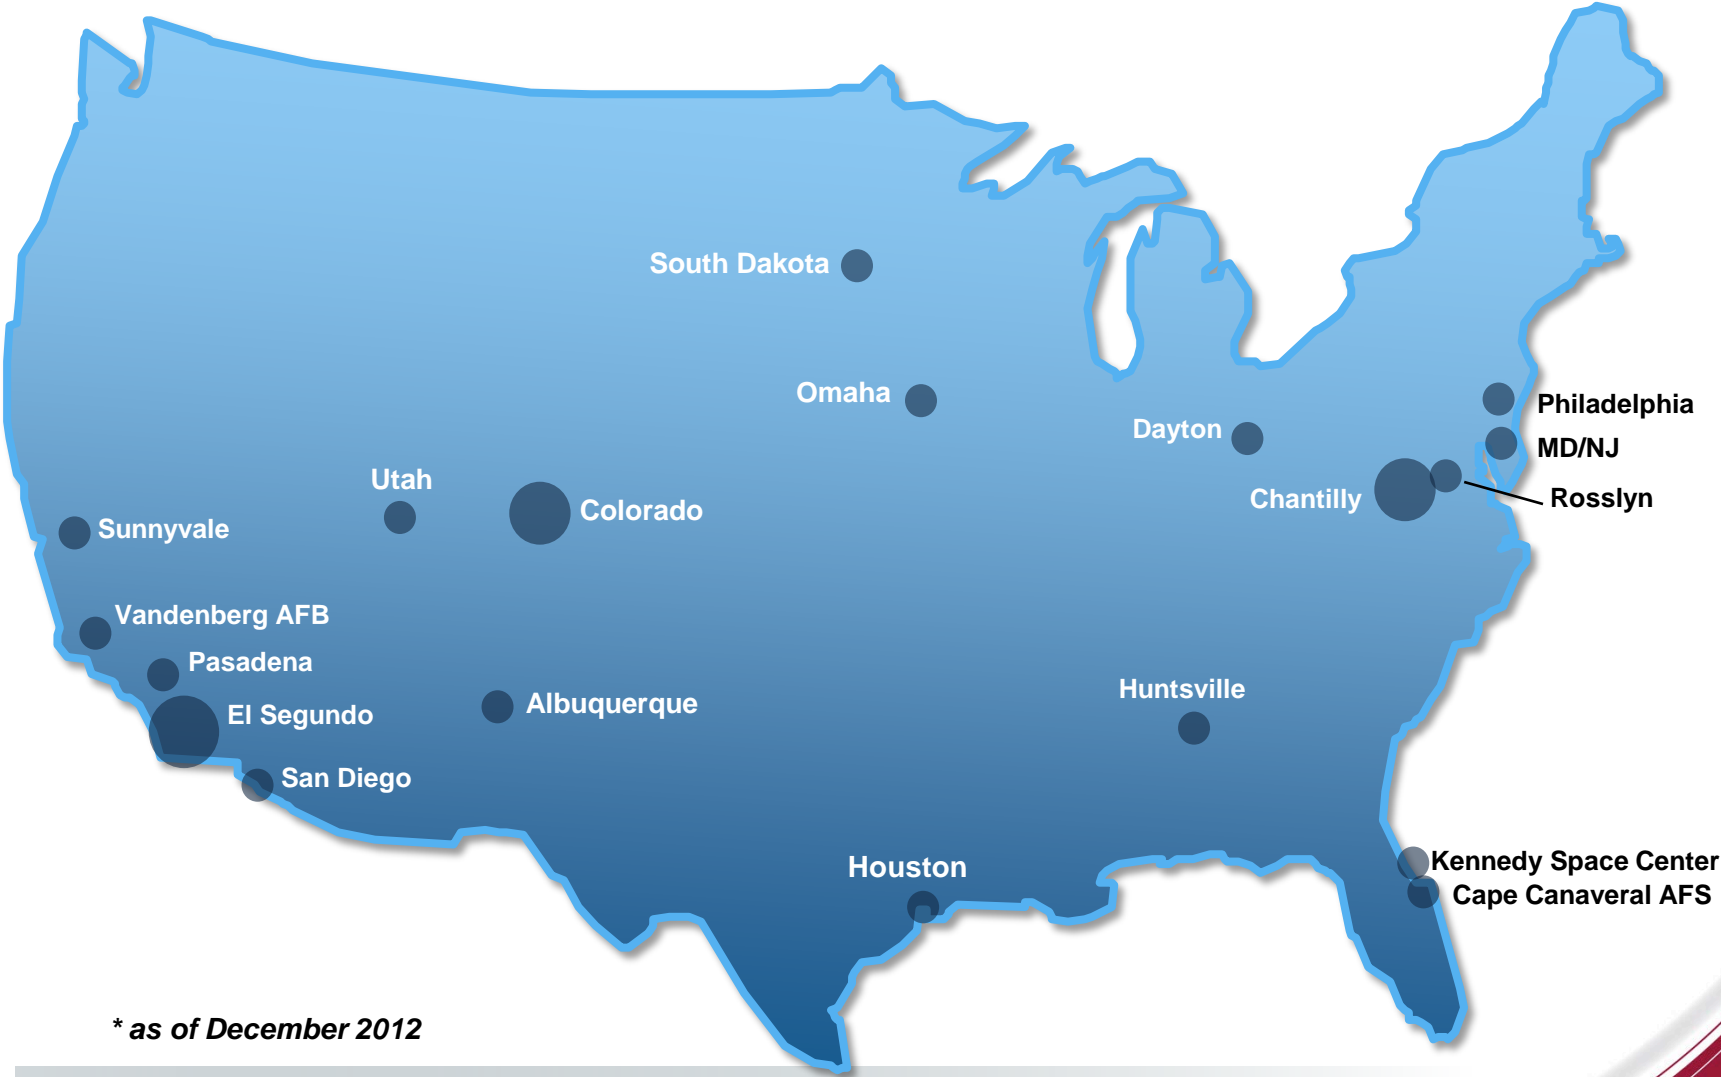 South Dakota
Omaha
Philadelphia
Dayton
MD/NJ
Utah
Chantilly
Rosslyn
Colorado
Sunnyvale
Vandenberg AFB
Pasadena
Huntsville
Albuquerque
El Segundo
San Diego
Houston
Kennedy Space Center
Cape Canaveral AFS
* as of December 2012